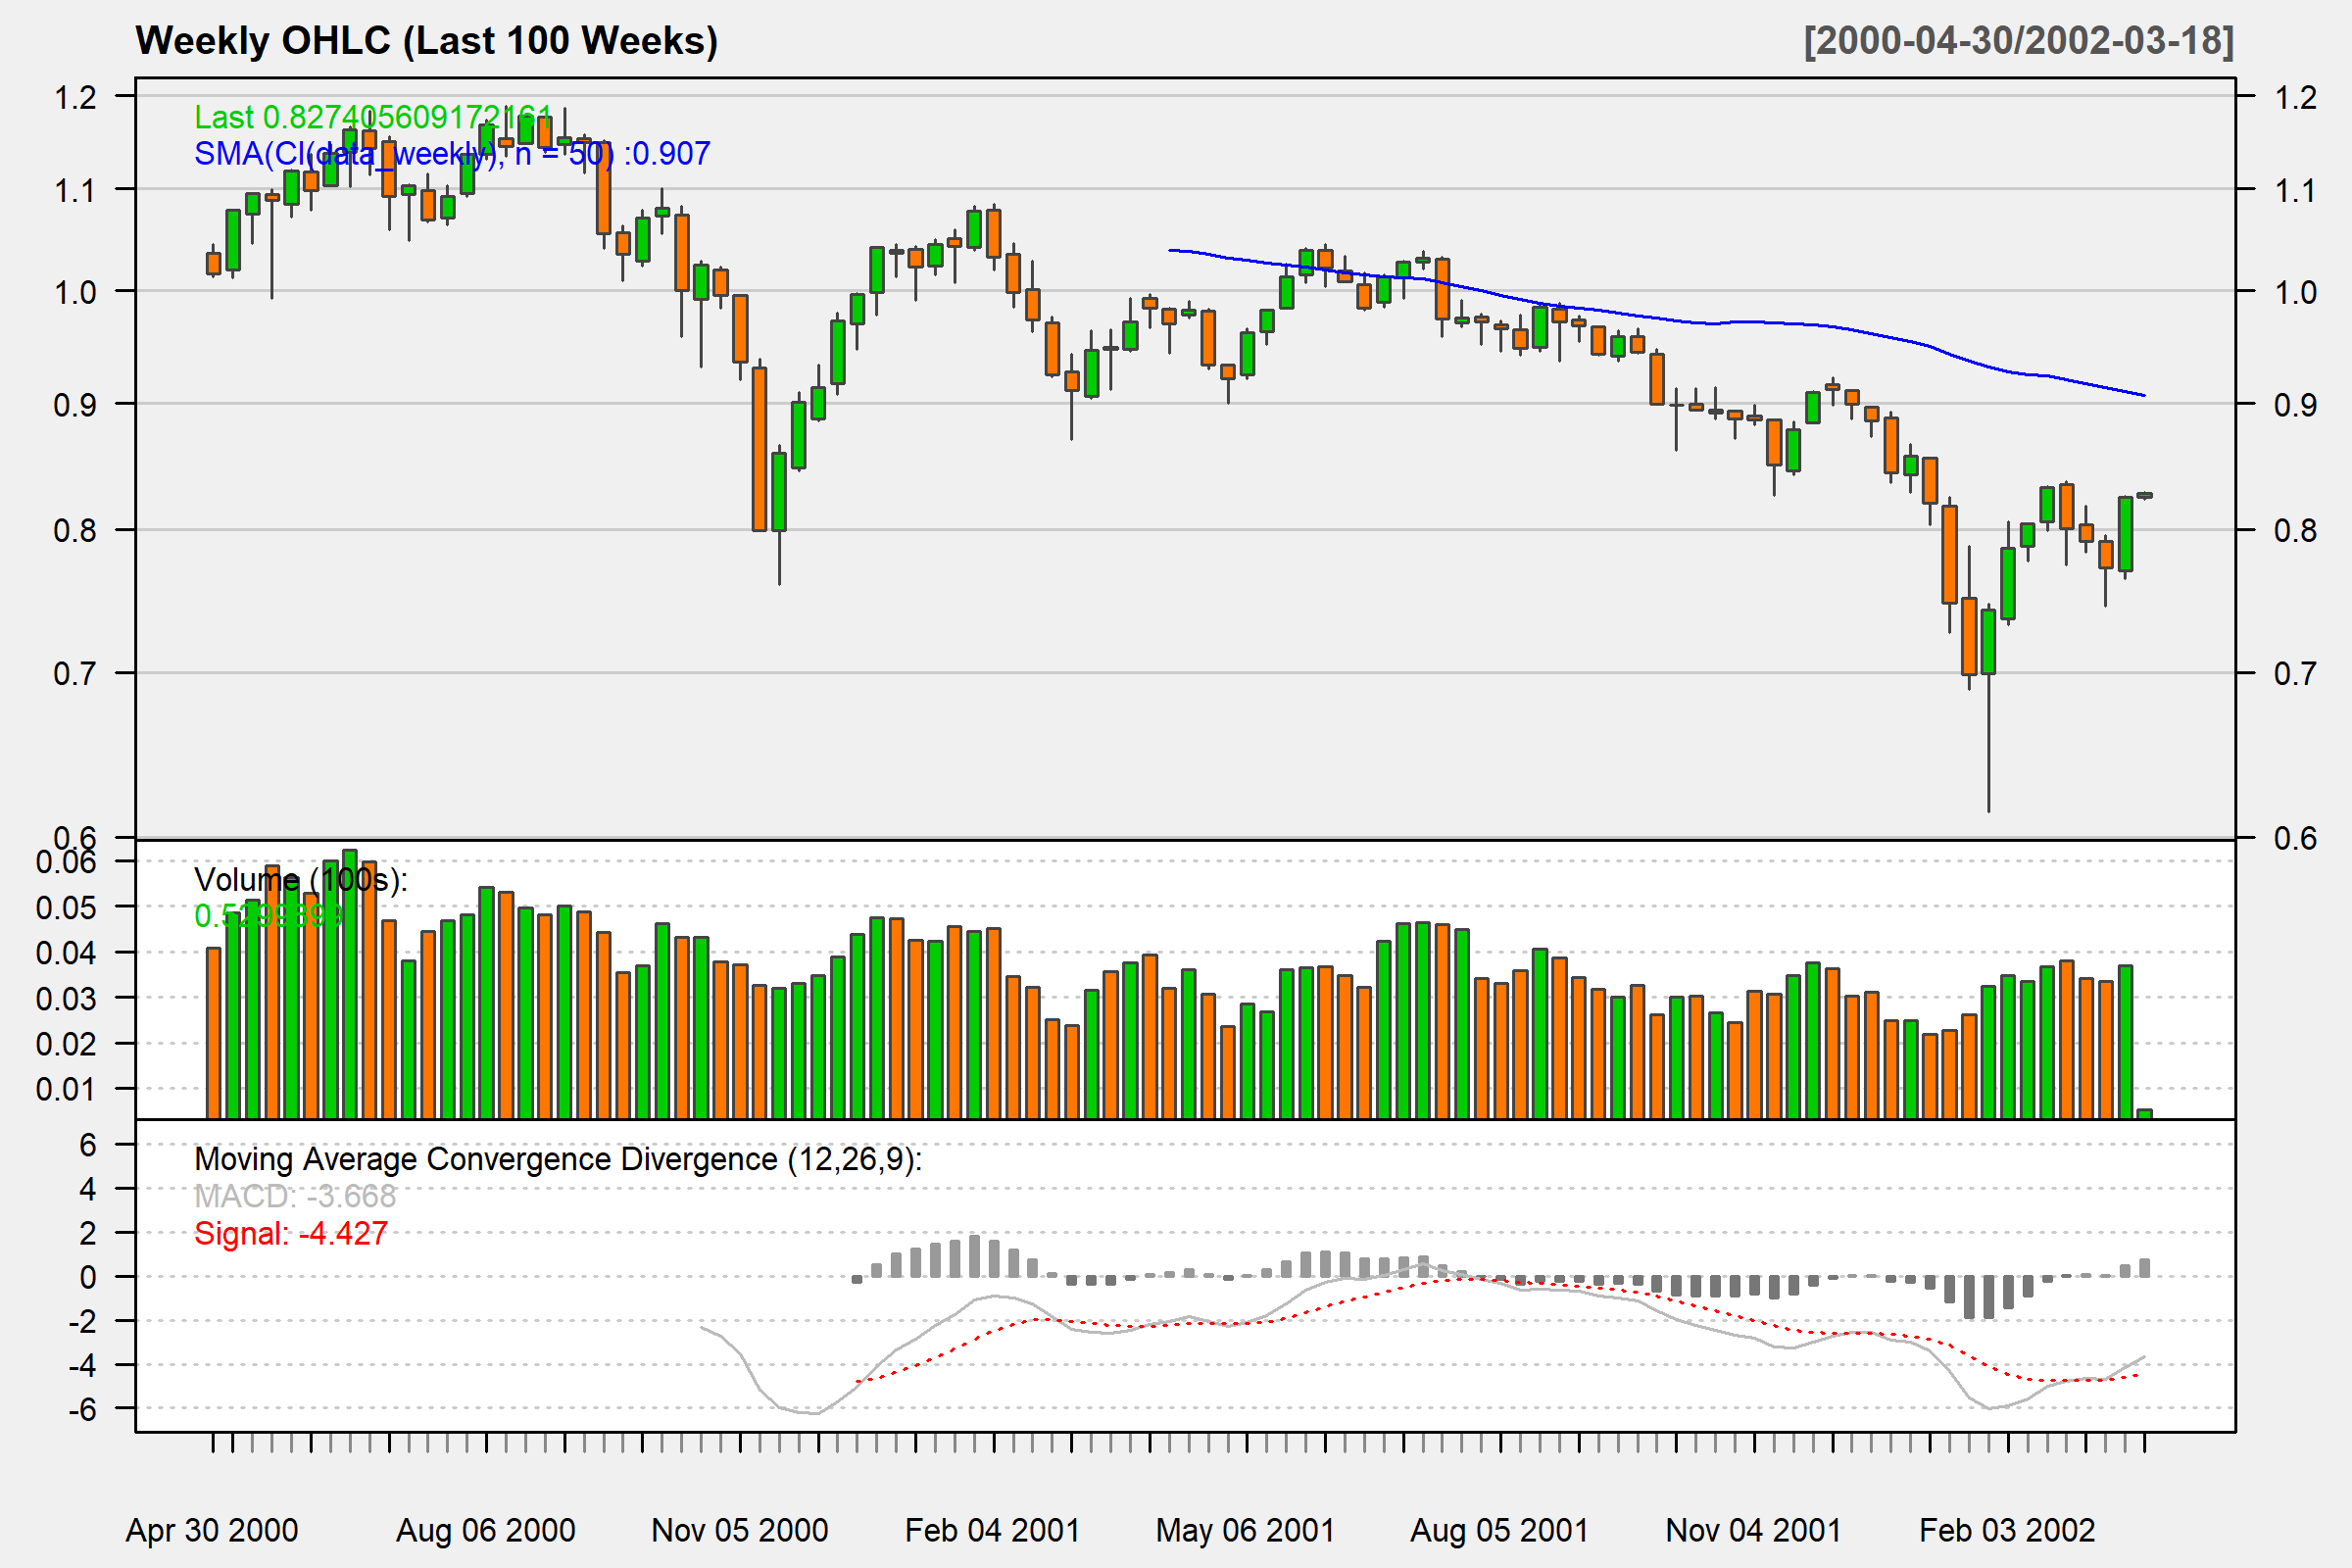 Weekly OHLC (Last 100 Weeks) [2000-04-30/2002-03-18]
Last 0.827405609172161
SMA(Cl(data_weekly), n = 50) :0.907
1.2 1.2
1.1 1.1
1.0 1.0
0.9 0.9
0.8 0.8
0.7 0.7
0.6 0.6
Volume (100s):
0.06
0.05
0.04
0.03
0.02
0.01
Moving Average Convergence Divergence (12,26,9):
MACD: -3.668
Signal: -4.427
6
4
2
0
-2
-4
-6
Apr 30 2000 Aug 06 2000 Nov 05 2000 Feb 04 2001 May 06 2001 Aug 05 2001 Nov 04 2001 Feb 03 2002